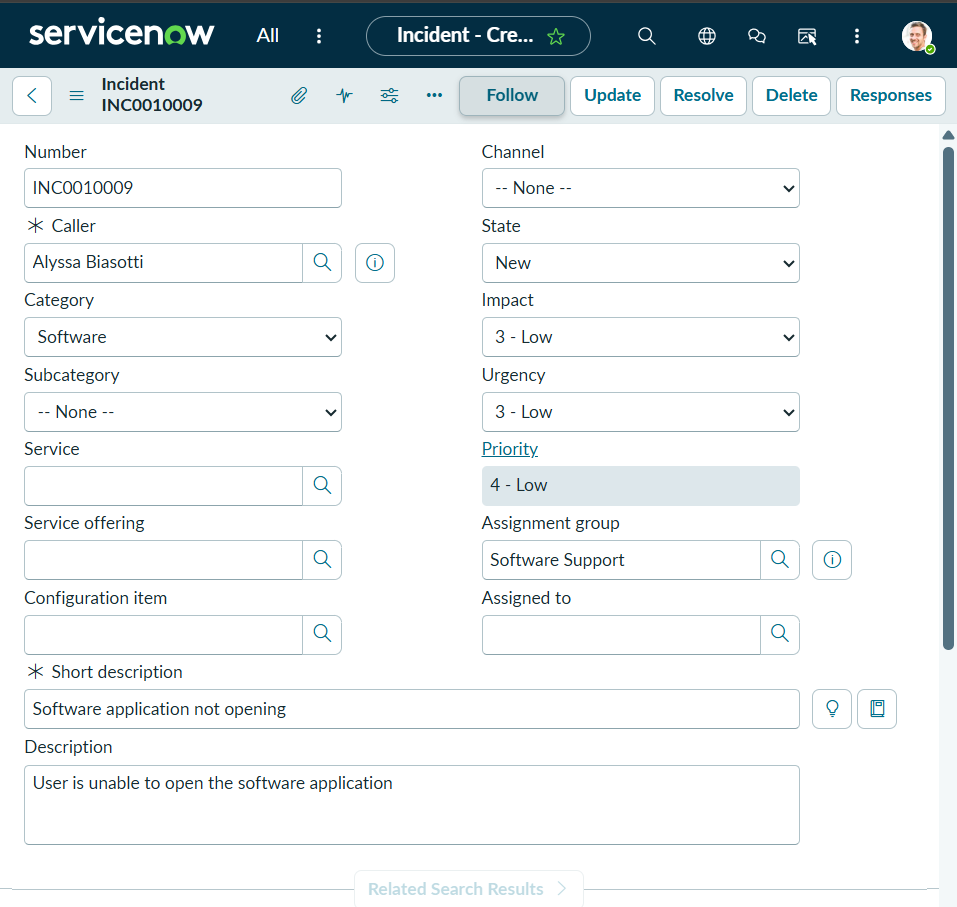 servicenow All Incident - Cre...
Incident
INC0010009
Follow Update Resolve Delete Responses
Number
INC0010009
Channel
-- None --
Caller
Alyssa Biasotti
State
New
Category
Software
Impact
3 - Low
Subcategory
-- None --
Urgency
3 - Low
Service
Priority
4 - Low
Service offering
Assignment group
Software Support
Configuration item
Assigned to
Short description
Software application not opening
Description
User is unable to open the software application
Related Search Results